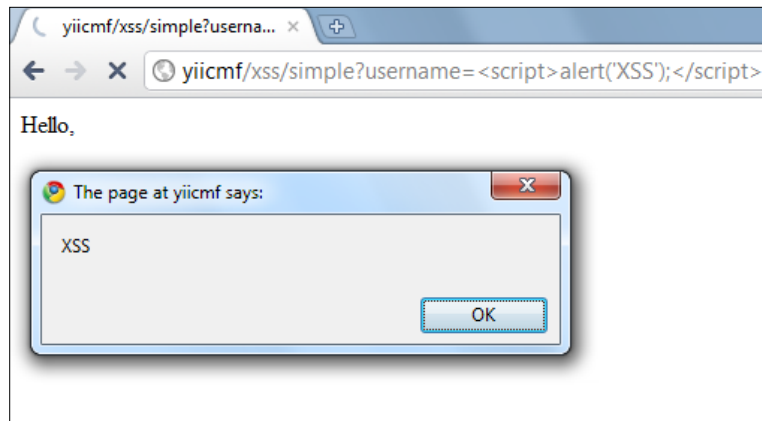 yiicmf/xss/simple?userna...
yiicmf/xss/simple?username=<script>alert('XSS');</script>
Hello,
The page at yiicmf says:
XSS
OK